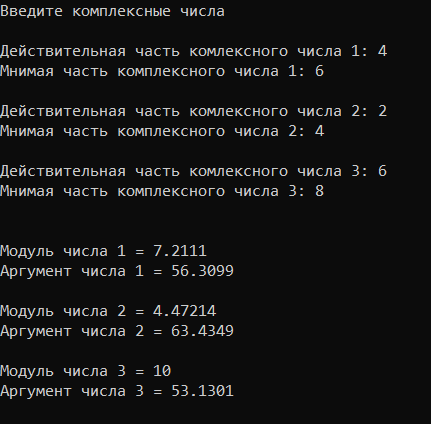 Введите комплексные числа
Действительная часть комлексного числа 1: 4
Мнимая часть комплексного числа 1: 6
Действительная часть комлексного числа 2: 2
Мнимая часть комплексного числа 2: 4
Действительная часть комлексного числа 3: 6
Мнимая часть комплексного числа 3: 8
Модуль числа 1 = 7.2111
Аргумент числа 1 = 56.3099
Модуль числа 2 = 4.47214
Аргумент числа 2 = 63.4349
Модуль числа 3 = 10
Аргумент числа 3 = 53.1301